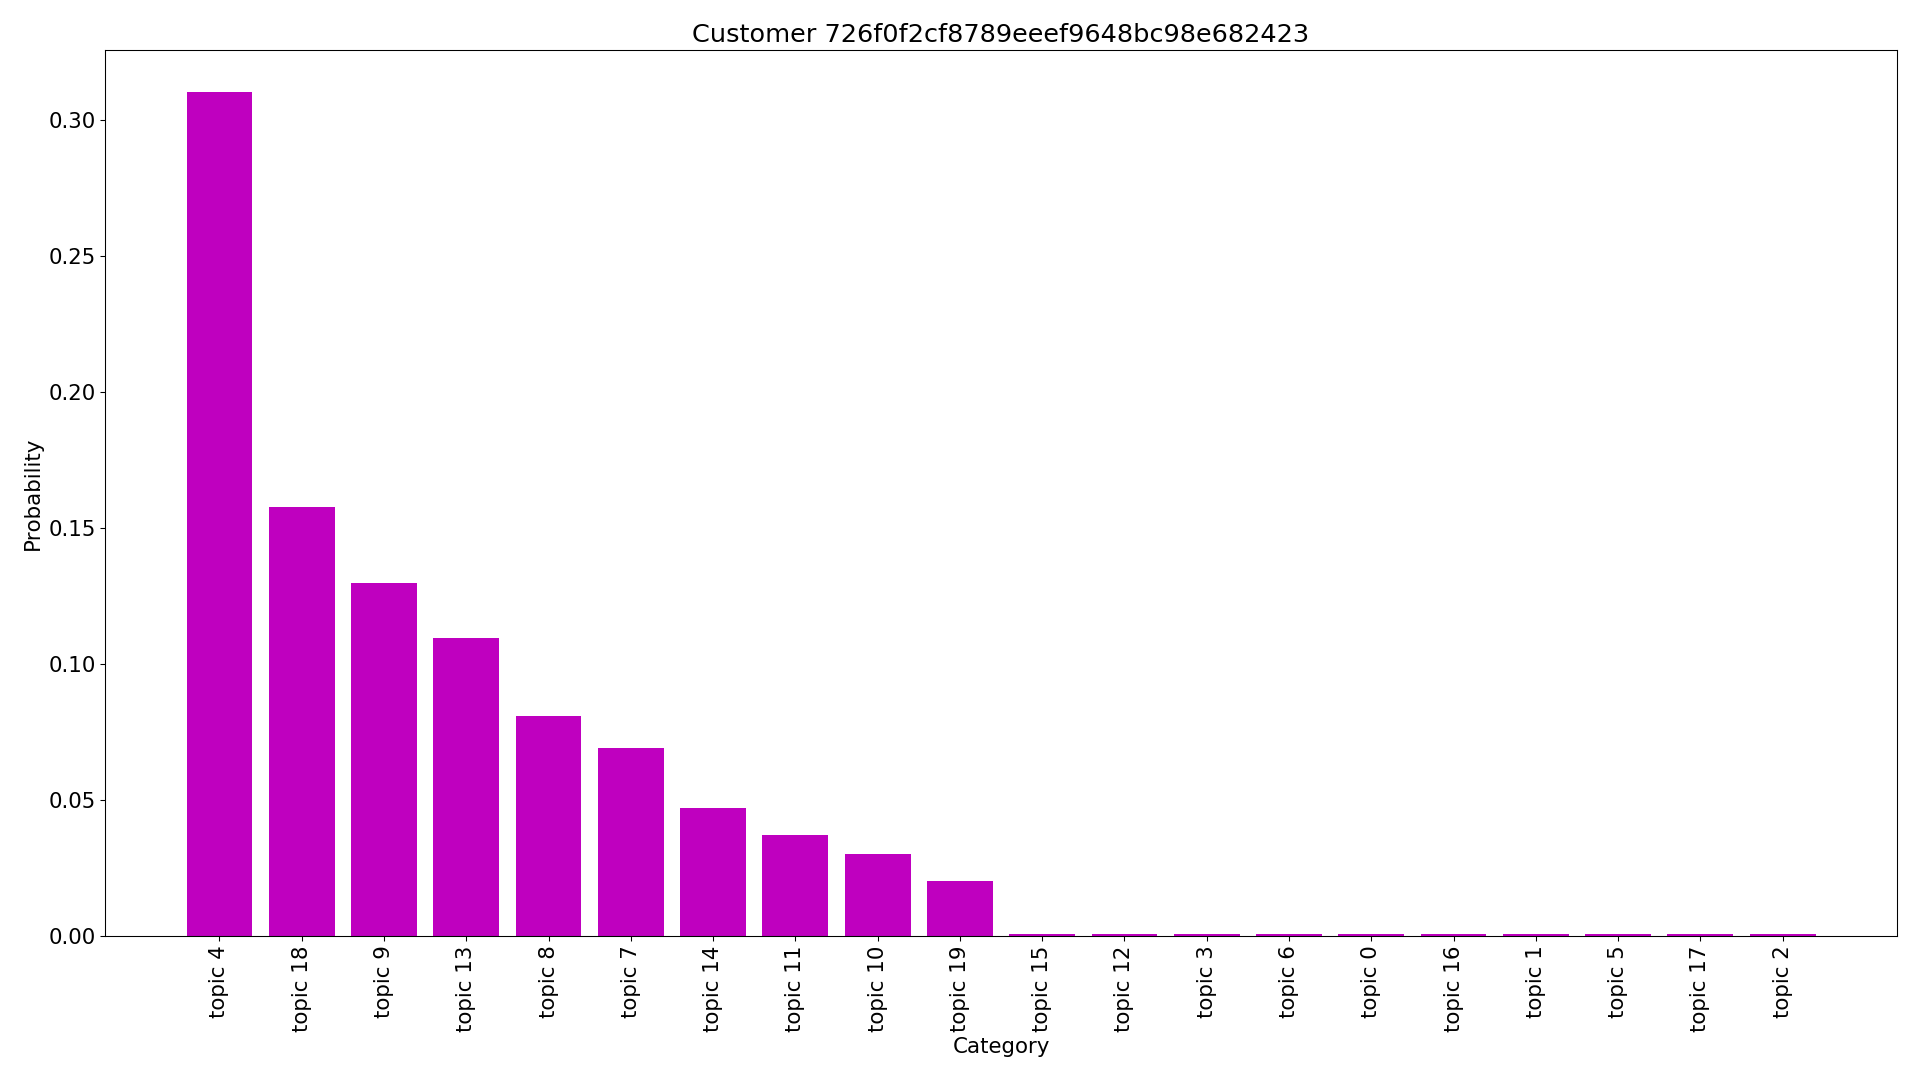 Customer 726f0f2cf8789eeef9648bc98e682423
Probability
0.30
0.25
0.20
0.15
0.10
0.05
0.00
topic 4
topic 18
topic 9
topic 13
topic 8
topic 7
topic 14
topic 11
topic 10
topic 19
topic 15
topic 12
topic 3
topic 6
topic 0
topic 16
topic 1
topic 5
topic 17
topic 2
Category